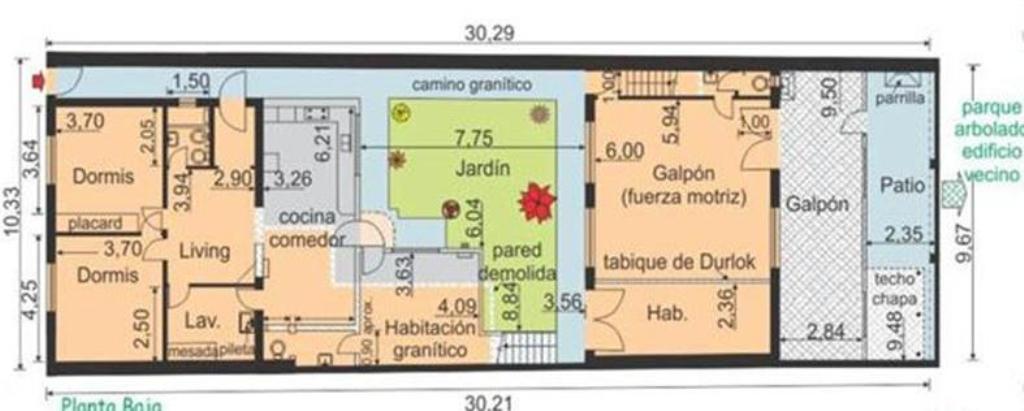 30,29
1,50
camino granítico
1,00
9,50
parrilla
parque
arbolado
edificio
vecino
3,70
2,05
6,21
7,75
5,94
1,00
3,64
Dormis
3,94
2,90
3,26
Jardín
6,00
Galpón
(fuerza motriz)
Galpón
Patio
10,33
placard
cocina
comedor
6,04
3,70
Living
pared
demolida
tabique de Durlok
2,35
9,67
Dormis
3,63
techo
chapa
4,25
2,50
Lav.
4,09
8,84
3,56
Hab.
2,36
0,90 aprox.
Habitación
granítico
2,84
9,48
mesada
pileta
Planta Baja
30,21